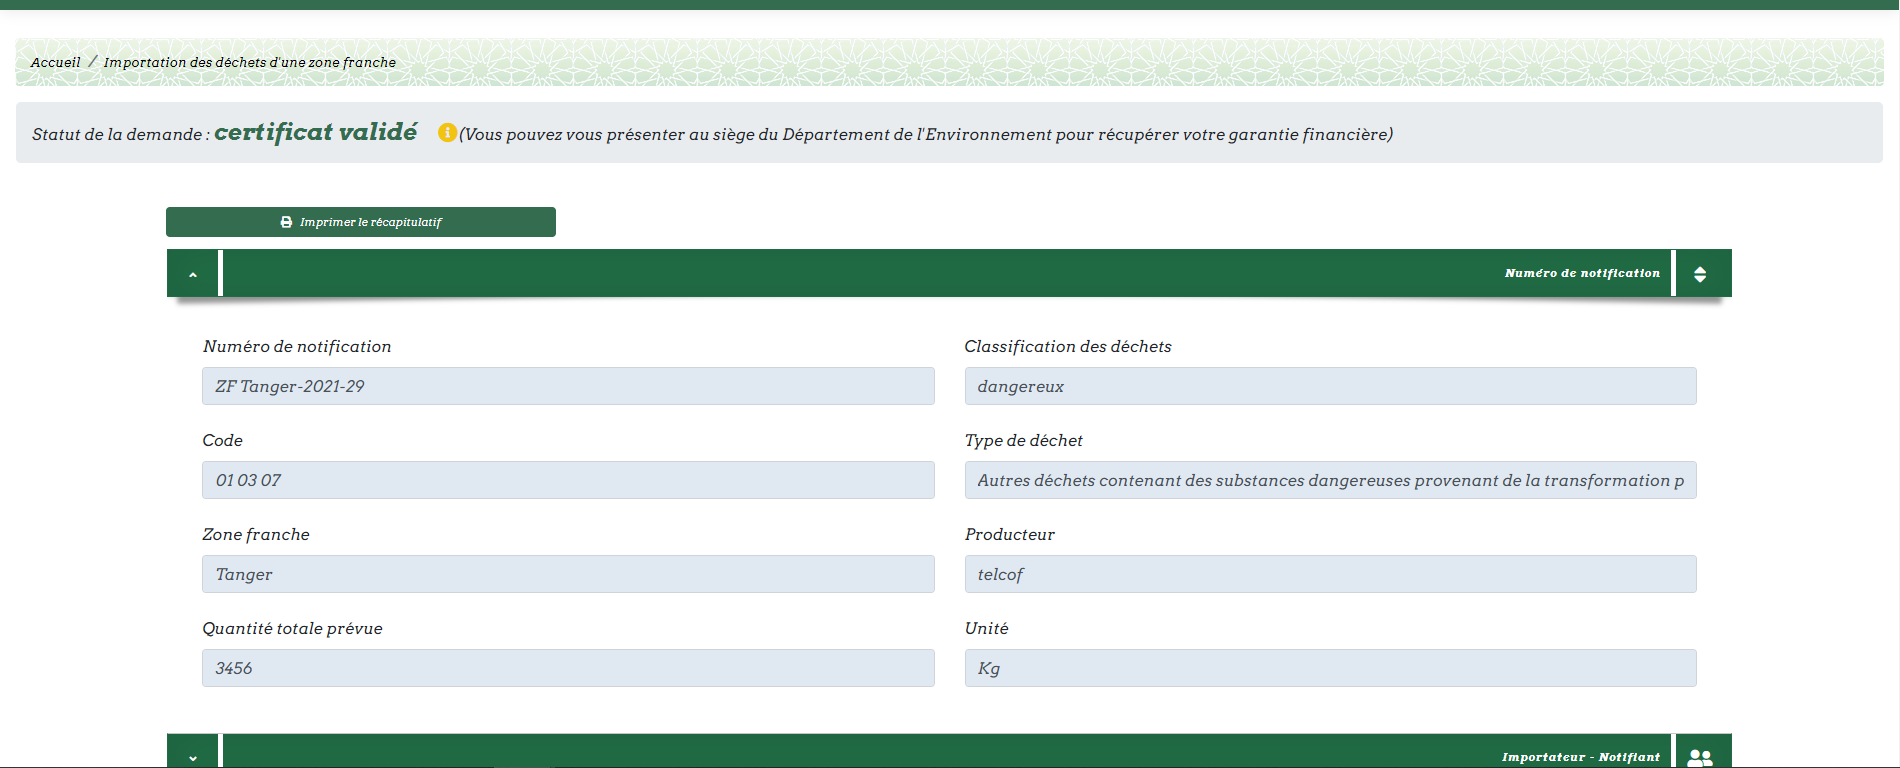 Accueil / Importation des déchets d'une zone franche
Statut de la demande : certificat validé (Vous pouvez vous présenter au siège du Département de l'Environnement pour récupérer votre garantie financière)
Imprimer le récapitulatif
Numéro de notification
Numéro de notification
Classification des déchets
ZF Tanger-2021-29
dangereux
Code
Type de déchet
01 03 07
Autres déchets contenant des substances dangereuses provenant de la transformation p
Zone franche
Producteur
Tanger
telcof
Quantité totale prévue
Unité
3456
Kg
Importateur - Notifiant